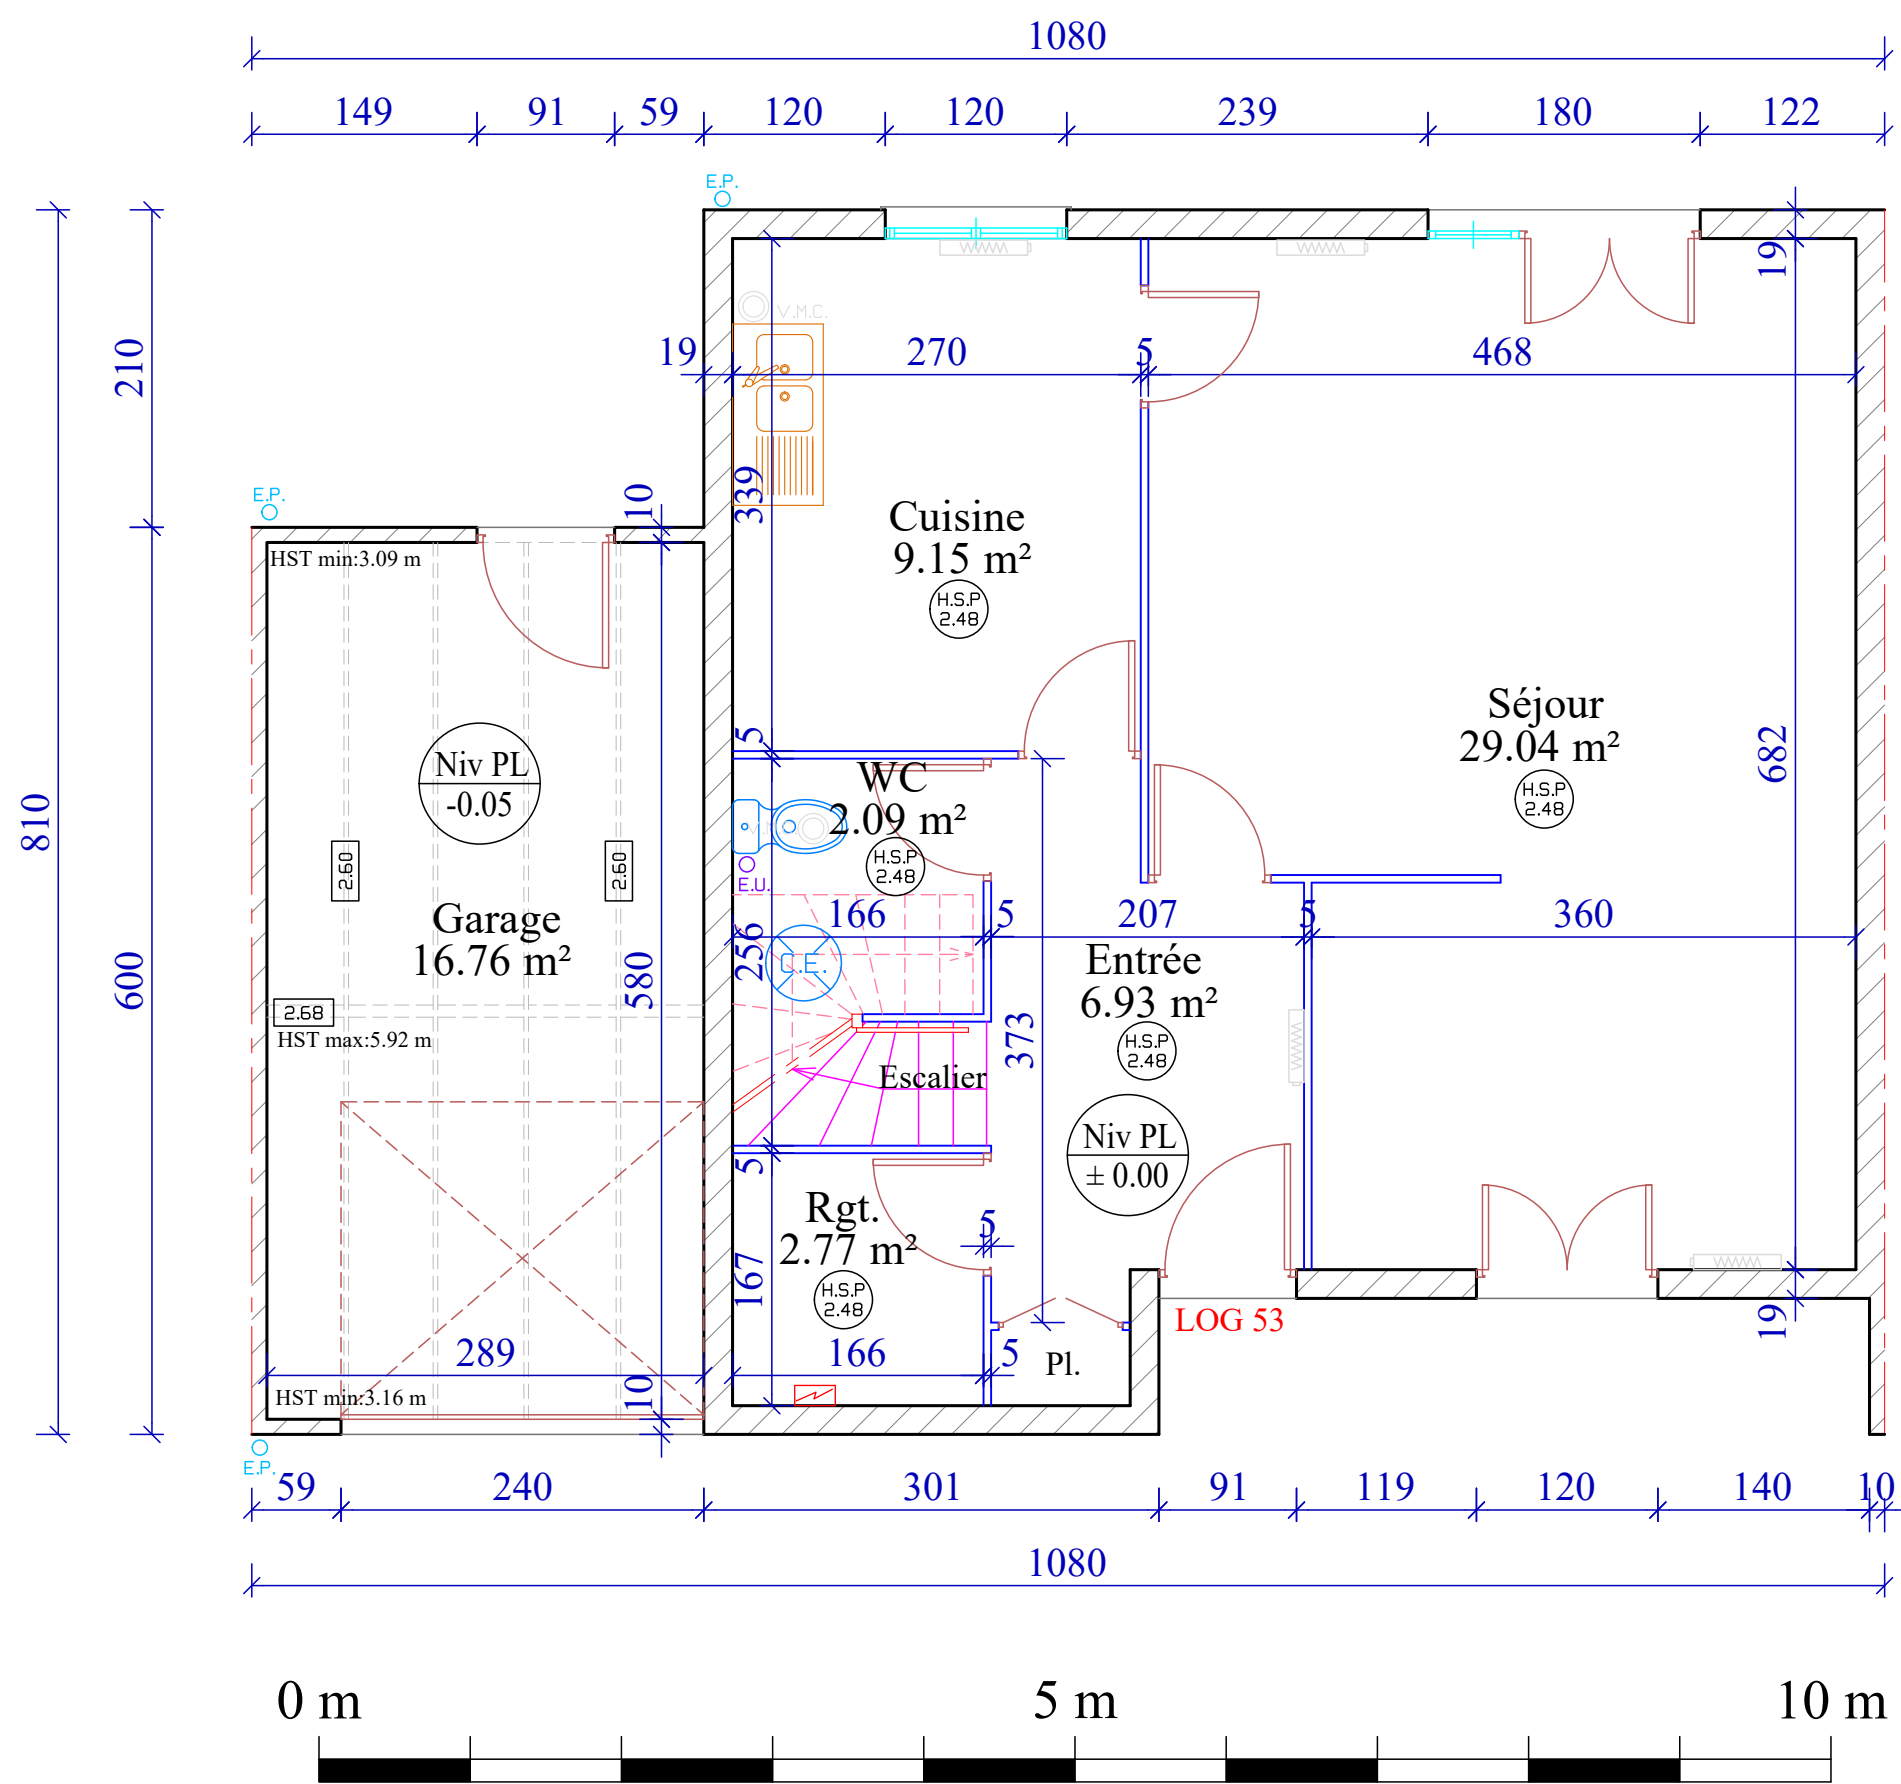 1080
149 91 59 120 120 239 180 122
E.P.
19
V.M.C.
210
19 270 5 468
339
E.P.
10
Cuisine
9.15 m²
H.S.P
2.48
HST min:3.09 m
Séjour
29.04 m²
H.S.P
2.48
682
5
Niv PL
-0.05
WC
2.09 m²
V.M.C.
H.S.P
2.48
810
2.60
2.60
E.U.
Garage
16.76 m²
166 5 207 5 360
256
C.E.
600
580
Entrée
6.93 m²
H.S.P
2.48
2.68
HST max:5.92 m
373
Escalier
Niv PL
± 0.00
5
Rgt.
2.77 m²
H.S.P
2.48
5
167
LOG 53
19
289
166 5
Pl.
HST min:3.16 m
10
E.P.
59 240 301 91 119 120 140 10
1080
0 m 5 m 10 m